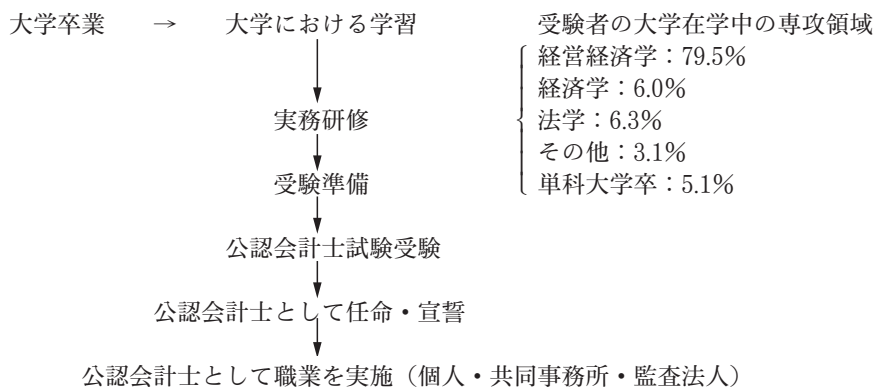 大学卒業 → 大学における学習 受験者の大学在学中の専攻領域
経営経済学：79.5%
経済学：6.0%
実務研修 法学：6.3%
その他：3.1%
受験準備 単科大学卒：5.1%
公認会計士試験受験
公認会計士として任命・宣誓
公認会計士として職業を実施（個人・共同事務所・監査法人）